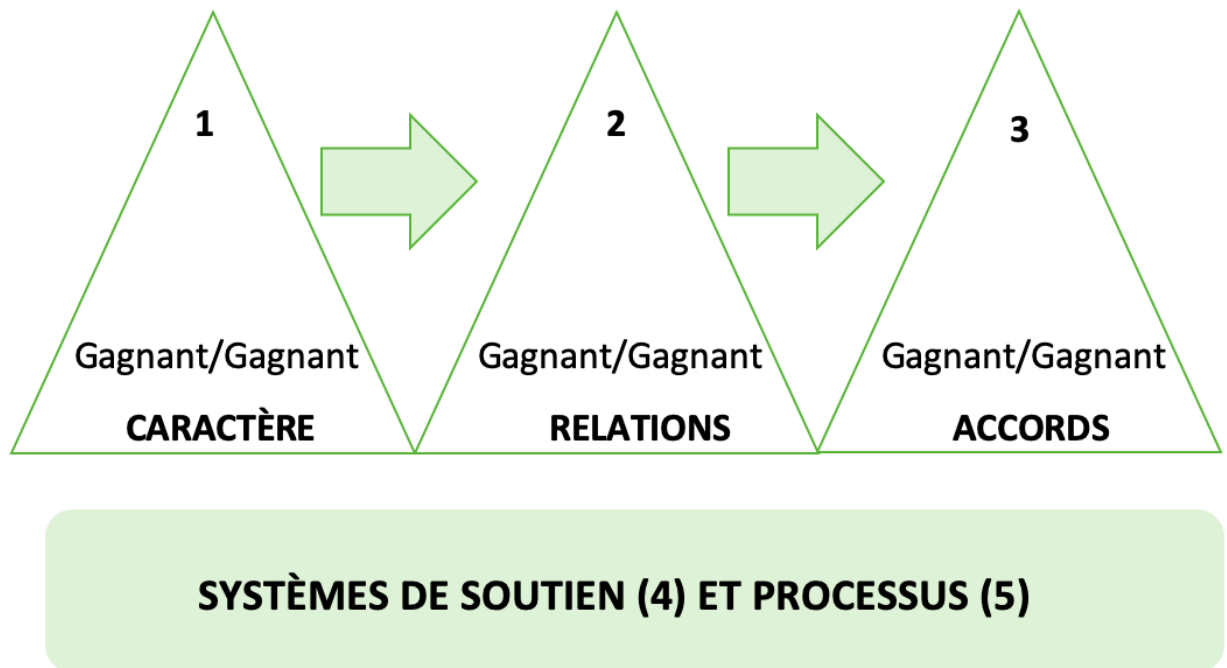 1
2
3
Gagnant/Gagnant
Gagnant/Gagnant
Gagnant/Gagnant
CARACTÈRE
RELATIONS
ACCORDS
SYSTÈMES DE SOUTIEN (4) ET PROCESSUS (5)